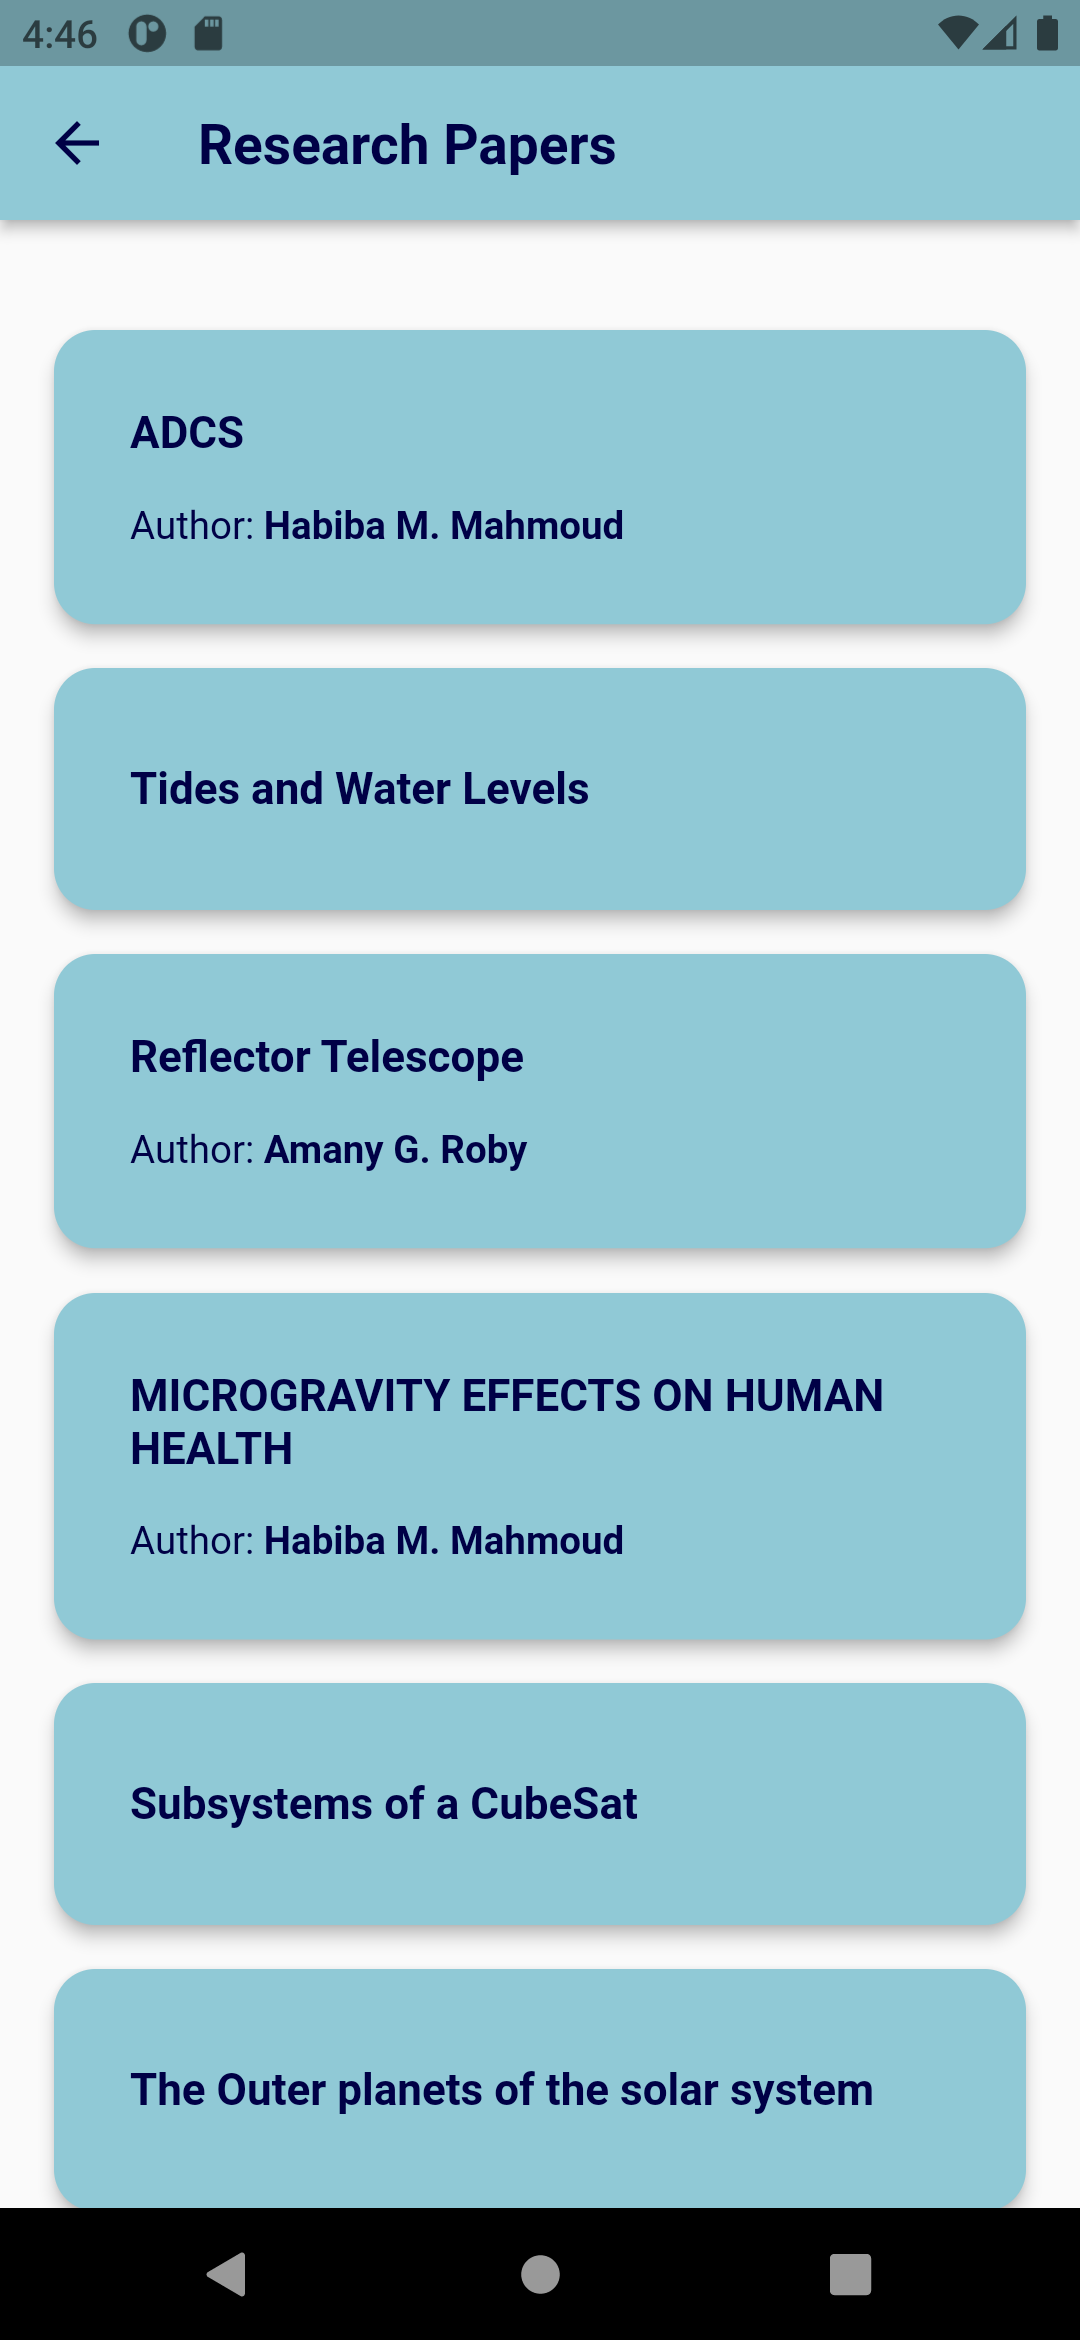 4:46
Research Papers
ADCS
Author: Habiba M. Mahmoud
Tides and Water Levels
Reflector Telescope
Author: Amany G. Roby
MICROGRAVITY EFFECTS ON HUMAN
HEALTH
Author: Habiba M. Mahmoud
Subsystems of a CubeSat
The Outer planets of the solar system